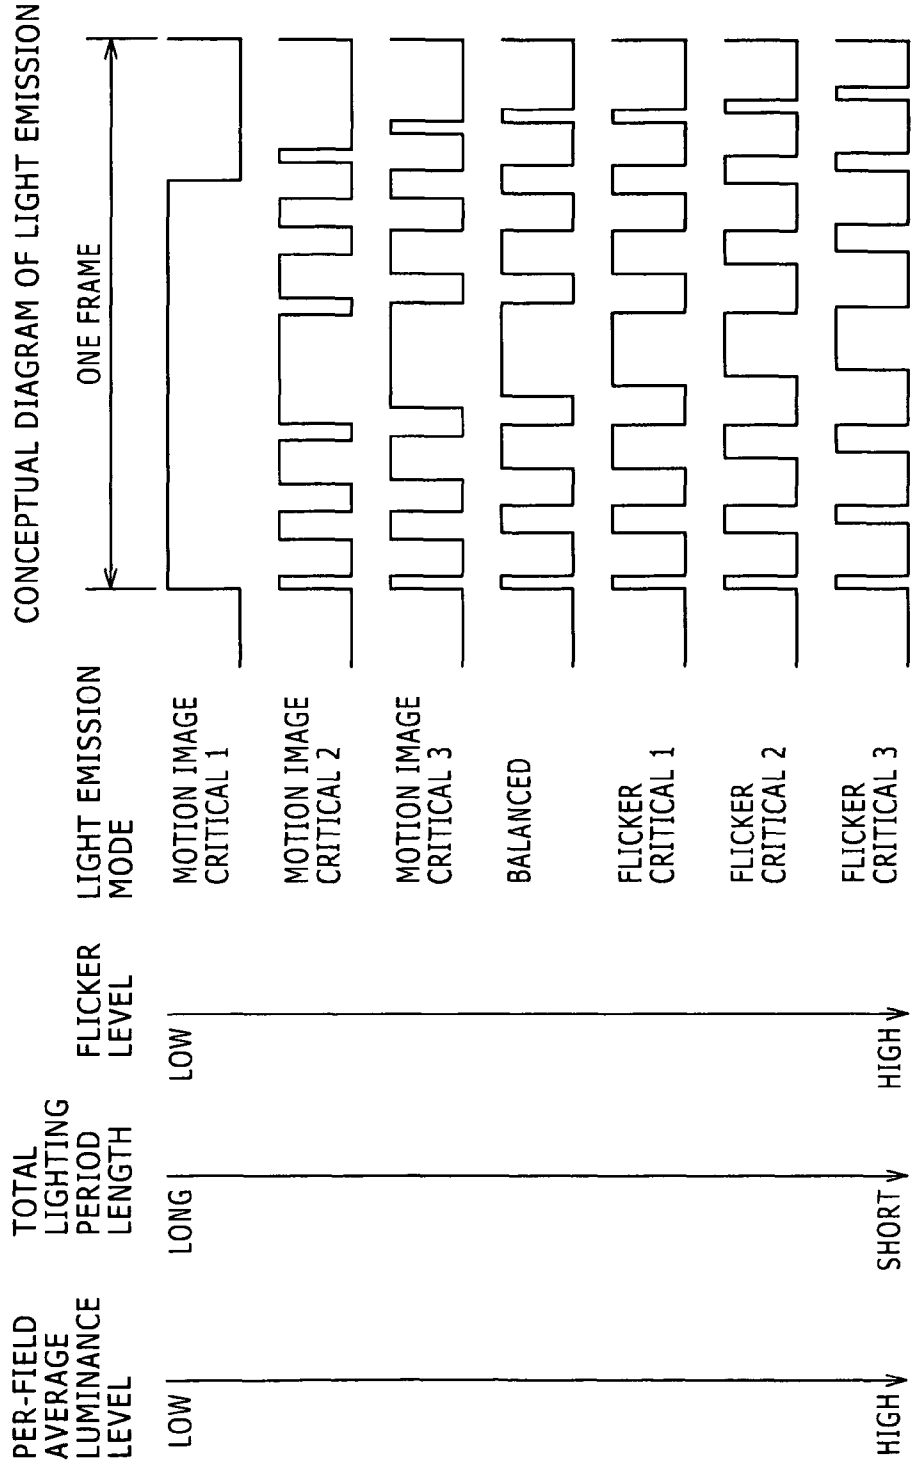 PER-FIELD
AVERAGE
LUMINANCE
LEVEL
TOTAL
LIGHTING
PERIOD
LENGTH
FLICKER
LEVEL
LIGHT EMISSION
MODE
CONCEPTUAL DIAGRAM OF LIGHT EMISSION
ONE FRAME
LOW
LONG
LOW
MOTION IMAGE
CRITICAL 1
MOTION IMAGE
CRITICAL 2
MOTION IMAGE
CRITICAL 3
BALANCED
FLICKER
CRITICAL 1
FLICKER
CRITICAL 2
FLICKER
CRITICAL 3
HIGH
SHORT
HIGH